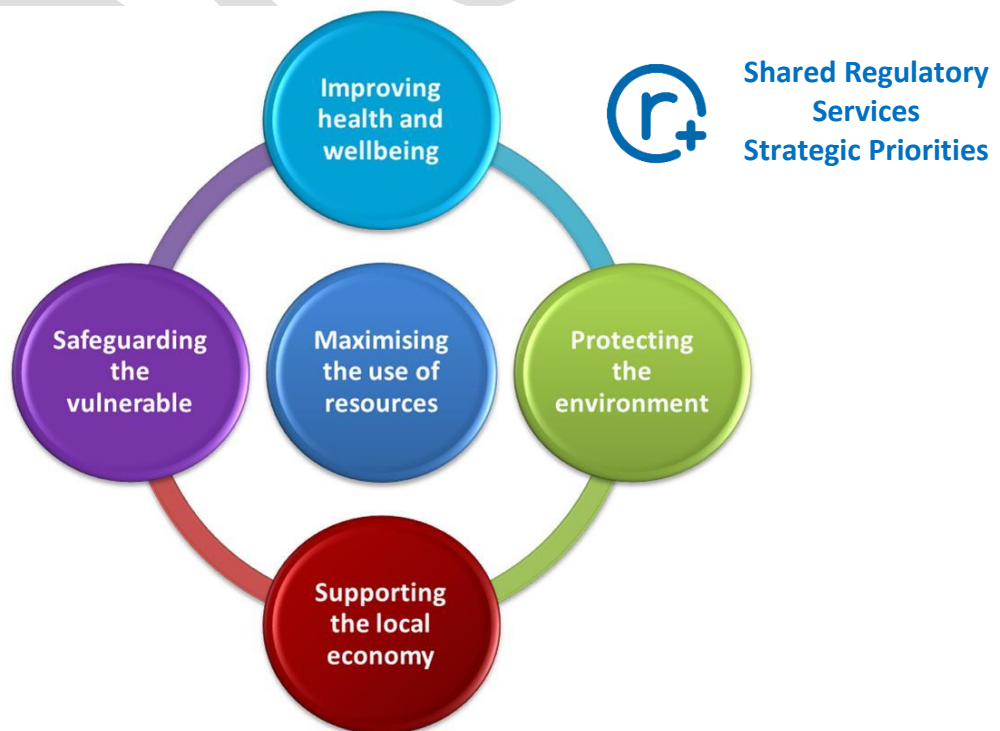 Improving
health and
wellbeing
r+
Shared Regulatory
Services
Strategic Priorities
Safeguarding
the
vulnerable
Maximising
the use of
resources
Protecting
the
environment
Supporting
the local
economy